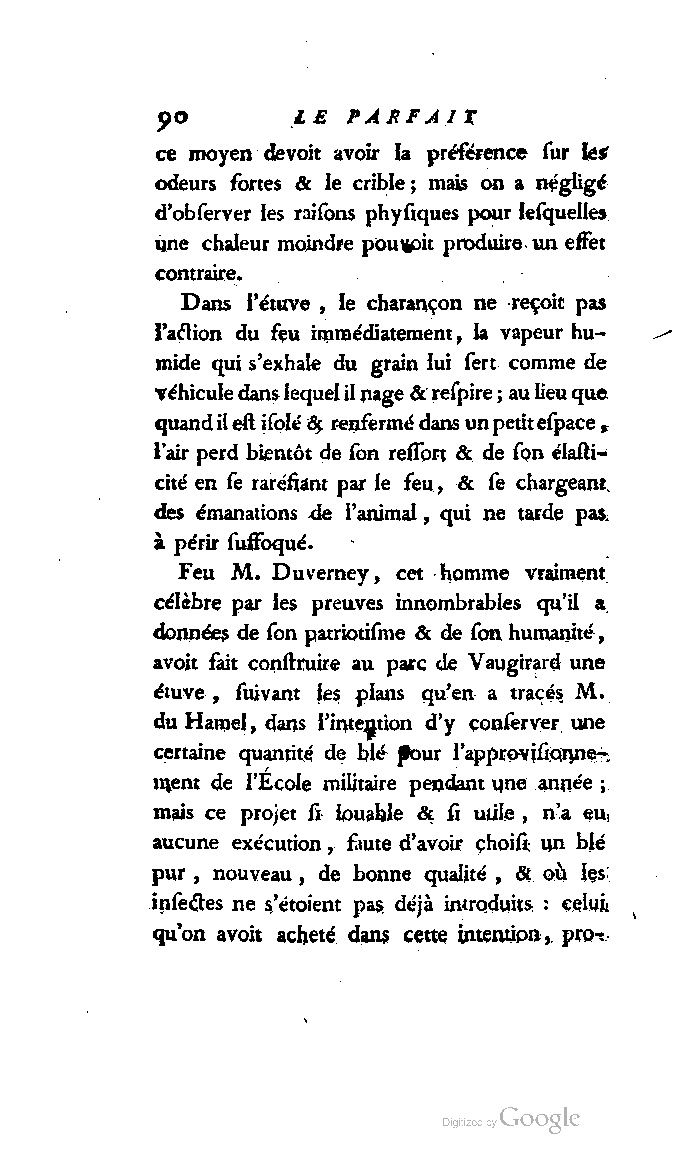 90 LE PARFAIT
ce moyen devoit avoir la préférence ſur les
odeurs fortes & le crible ; mais on a négligé
d'obſerver les raiſons phyſiques pour leſquelles
une chaleur moindre pouvoit produire un effet
contraire.
Dans l'étuve , le charançon ne reçoit pas
l'action du feu immédiatement, la vapeur hu-
mide qui s'exhale du grain lui ſert comme de
véhicule dans lequel il nage & reſpire ; au lieu que
quand il eſt iſolé & renfermé dans un petit eſpace ,
l'air perd bientôt de ſon reſſort & de ſon élaſti-
cité en ſe raréfiant par le feu, & ſe chargeant
des émanations de l'animal , qui ne tarde pas
à périr ſuffoqué.
Feu M. Duverney, cet homme vraiment
célèbre par les preuves innombrables qu'il a
données de ſon patriotiſme & de ſon humanité,
avoit fait conſtruire au parc de Vaugirard une
étuve , ſuivant les plans qu'en a tracés M.
du Hamel, dans l'intention d'y conſerver une
certaine quantité de blé pour l'approviſionne-
ment de l'École militaire pendant une année ;
mais ce projet ſi louable & ſi utile , n'a eu
aucune exécution, faute d'avoir choiſi un blé
pur , nouveau , de bonne qualité , & où les
inſectes ne s'étoient pas déjà introduits : celui
qu'on avoit acheté dans cette intention, pro-
Digitized by Google